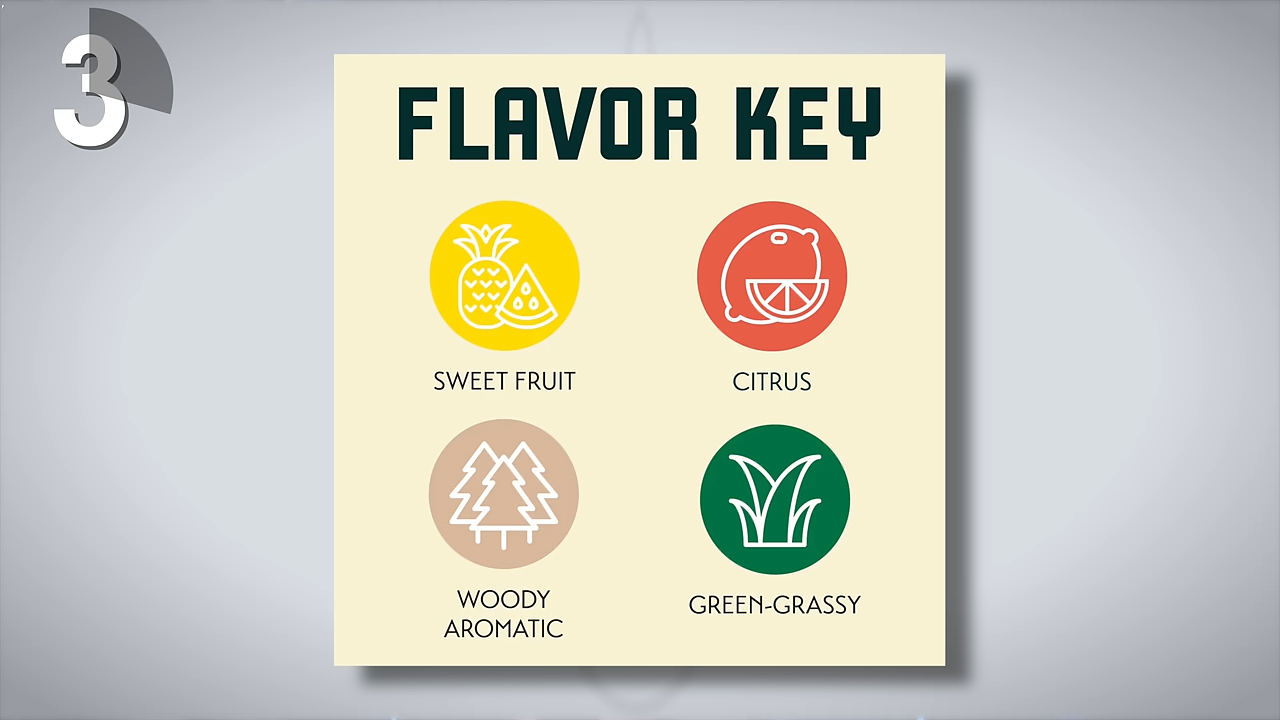 3
FLAVOR KEY
SWEET FRUIT
CITRUS
WOODY
AROMATIC
GREEN-GRASSY